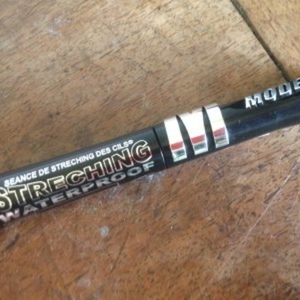 SEANCE DE STRECHING DES CILS®
STRECHING
WATERPROOF